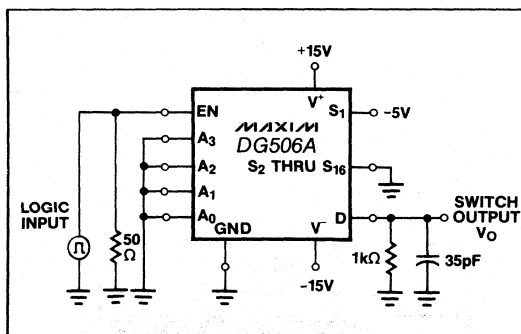 +15V
V+
EN
S1
-5V
A3
MAXIM
DG506A
A2
S2 THRU S16
A1
LOGIC
INPUT
A0
GND
V-
D
SWITCH
OUTPUT
VO
50
Ω
1kΩ
35pF
-15V